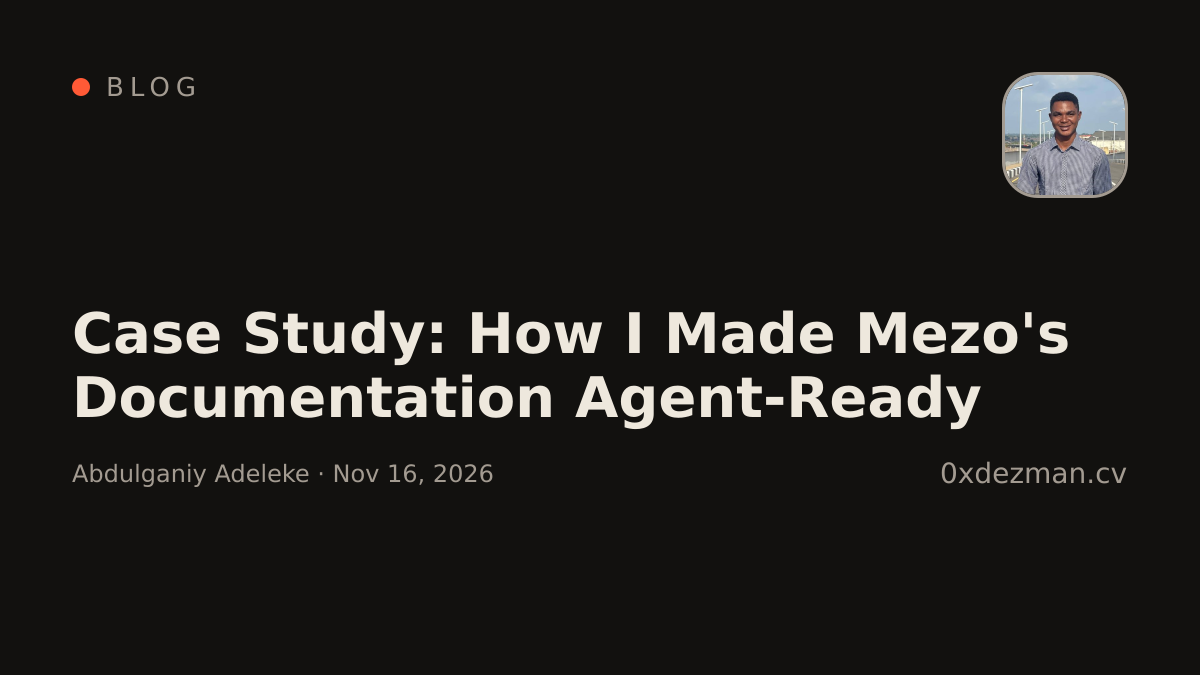 BLOG
Case Study: How I Made Mezo's
Documentation Agent-Ready
Abdulganiy Adeleke · Nov 16, 2026
0xdezman.cv